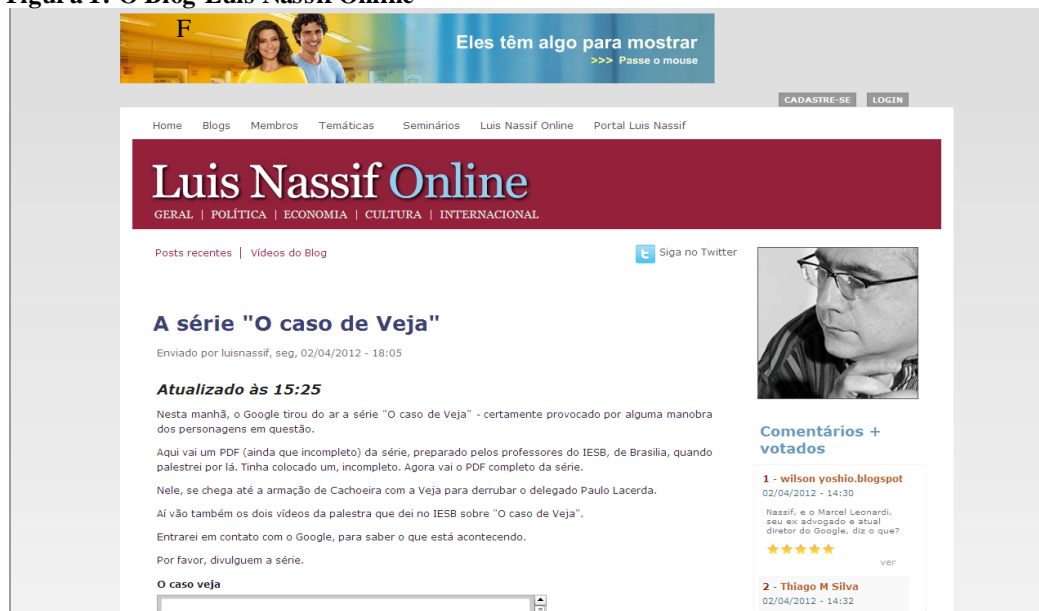 Figura 1: O Blog Luis Nassif Online
F
Eles têm algo para mostrar
>>> Passe o mouse
CADASTRE-SE LOGIN
Home Blogs Membros Temáticas Seminários Luis Nassif Online Portal Luis Nassif
Luis Nassif Online
GERAL | POLÍTICA | ECONOMIA | CULTURA | INTERNACIONAL
Posts recentes | Vídeos do Blog
Siga no Twitter
A série "O caso de Veja"
Enviado por luisnassif, seg, 02/04/2012 - 18:05
Atualizado às 15:25
Nesta manhã, o Google tirou do ar a série "O caso de Veja" - certamente provocado por alguma manobra
dos personagens em questão.
Aqui vai um PDF (ainda que incompleto) da série, preparado pelos professores do IESB, de Brasilia, quando
palestrei por lá. Tinha colocado um, incompleto. Agora vai o PDF completo da série.
Nele, se chega até a armação de Cachoeira com a Veja para derrubar o delegado Paulo Lacerda.
Aí vão também os dois vídeos da palestra que dei no IESB sobre "O caso de Veja".
Entrarei em contato com o Google, para saber o que está acontecendo.
Por favor, divulguem a série.
O caso veja
Comentários +
votados
1 - wilson yoshio.blogspot
02/04/2012 - 14:30
Nassif, e o Marcel Leonardi,
seu ex advogado e atual
diretor do Google, diz o que?
ver
2 - Thiago M Silva
02/04/2012 - 14:32